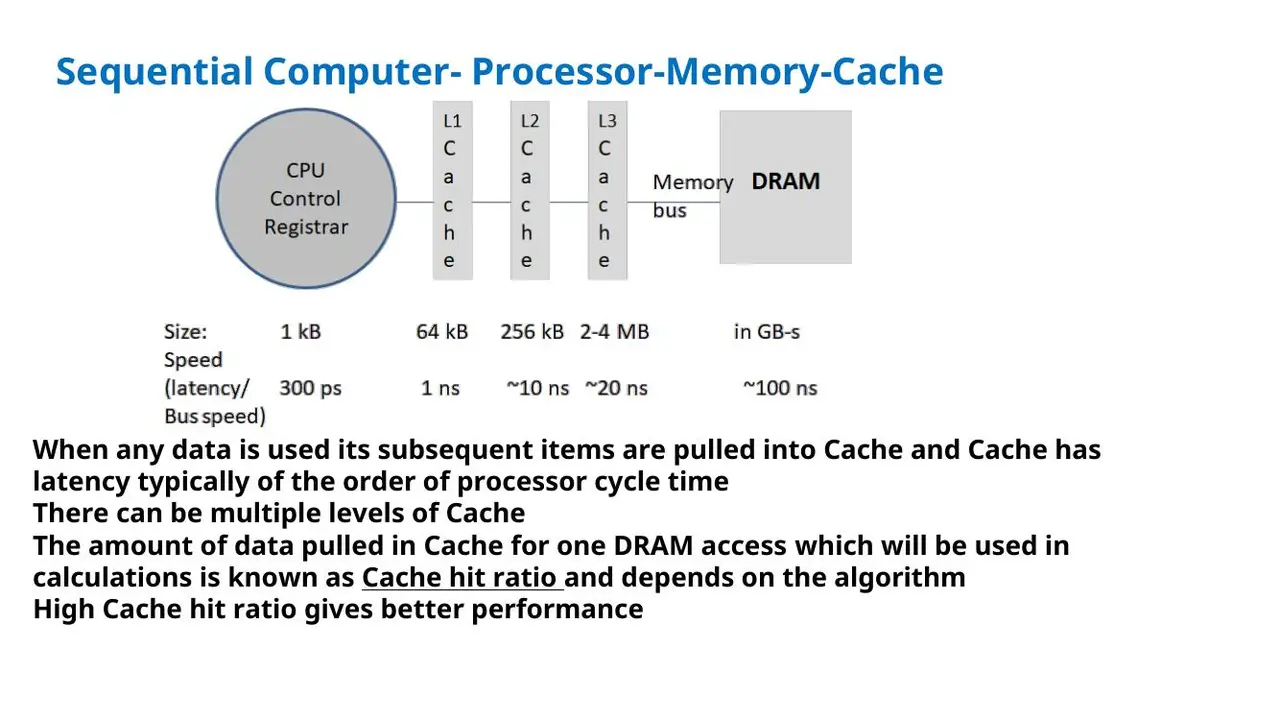 Sequential Computer- Processor-Memory-Cache
CPU
Control
Registrar
L1
C
a
c
h
e
L2
C
a
c
h
e
L3
C
a
c
h
e
Memory
bus
DRAM
Size: 1 kB 64 kB 256 kB 2-4 MB in GB-s
Speed
(latency/ 300 ps 1 ns ~10 ns ~20 ns ~100 ns
Bus speed)
When any data is used its subsequent items are pulled into Cache and Cache has
latency typically of the order of processor cycle time
There can be multiple levels of Cache
The amount of data pulled in Cache for one DRAM access which will be used in
calculations is known as Cache hit ratio and depends on the algorithm
High Cache hit ratio gives better performance